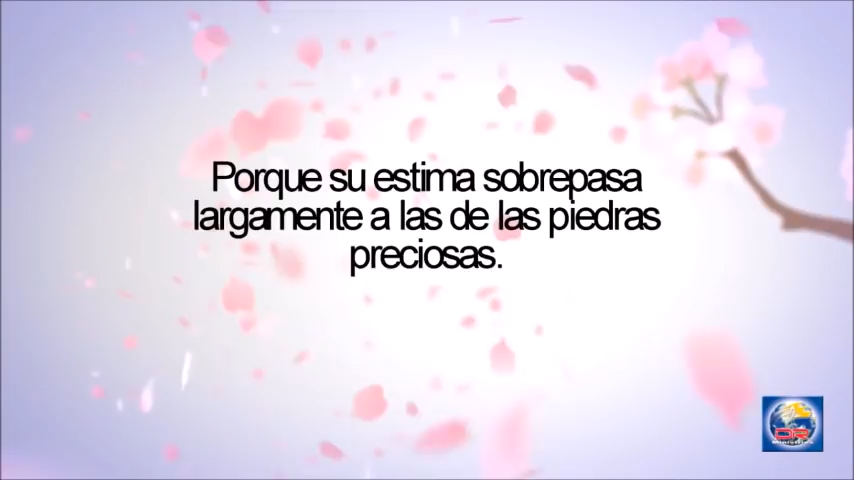 Porque su estima sobrepasa
largamente a las de las piedras
preciosas.